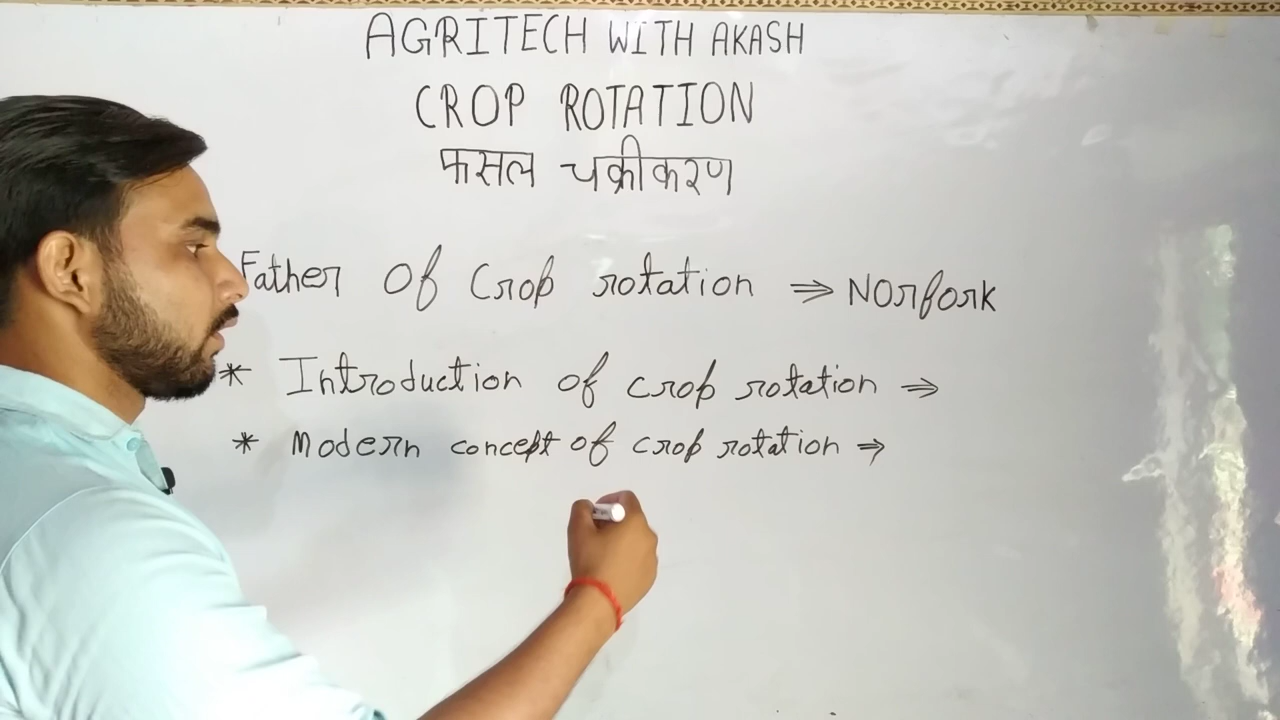 AGRITECH WITH AKASH
CROP ROTATION
फसल चक्रीकरण
Father Of Crop rotation ⇒ Norfork
* Introduction of crop rotation ⇒
* Modern concept of crop rotation ⇒